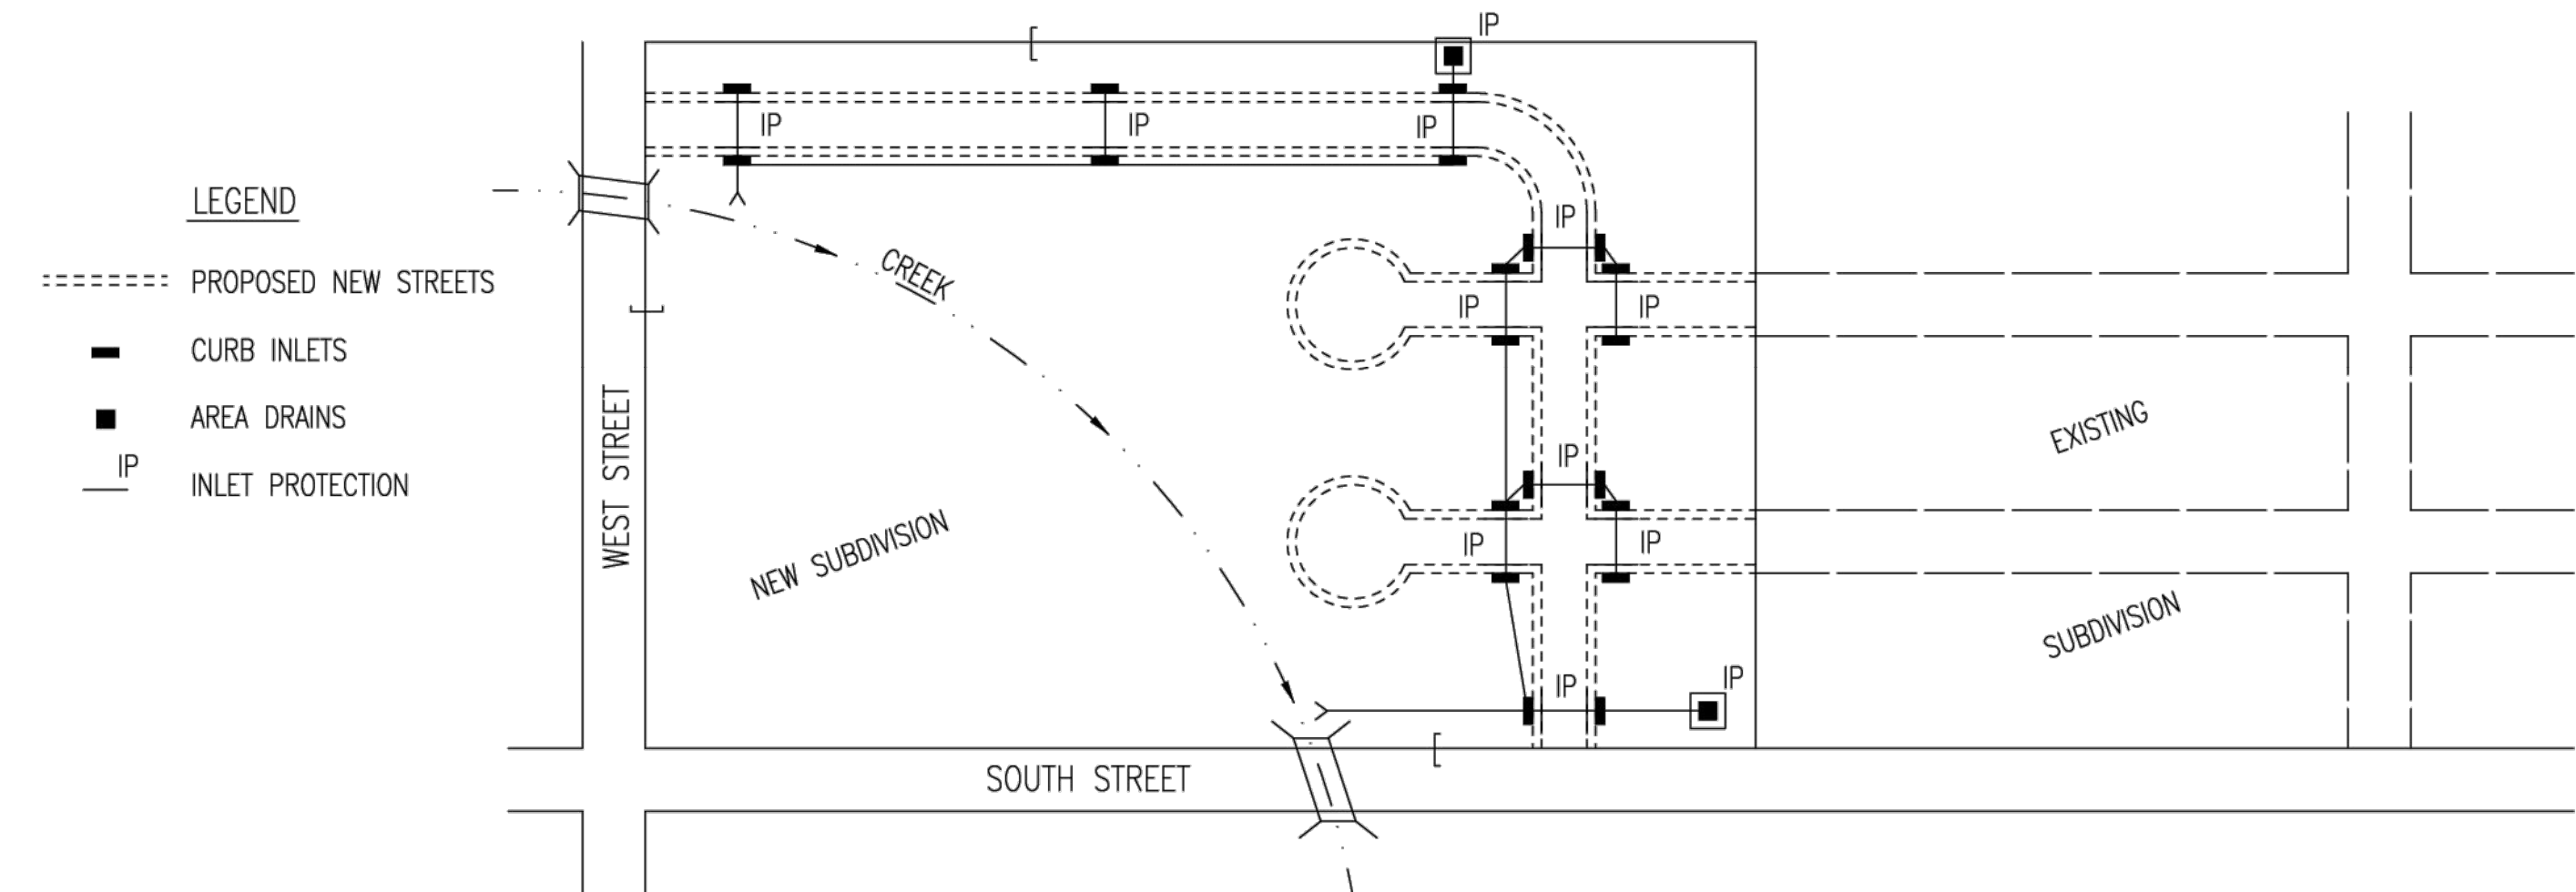 IP
IP
IP
IP
LEGEND
IP
PROPOSED NEW STREETS
CREEK
IP
IP
CURB INLETS
AREA DRAINS
WEST STREET
EXISTING
IP
IP
INLET PROTECTION
NEW SUBDIVISION
IP
IP
SUBDIVISION
IP
IP
SOUTH STREET